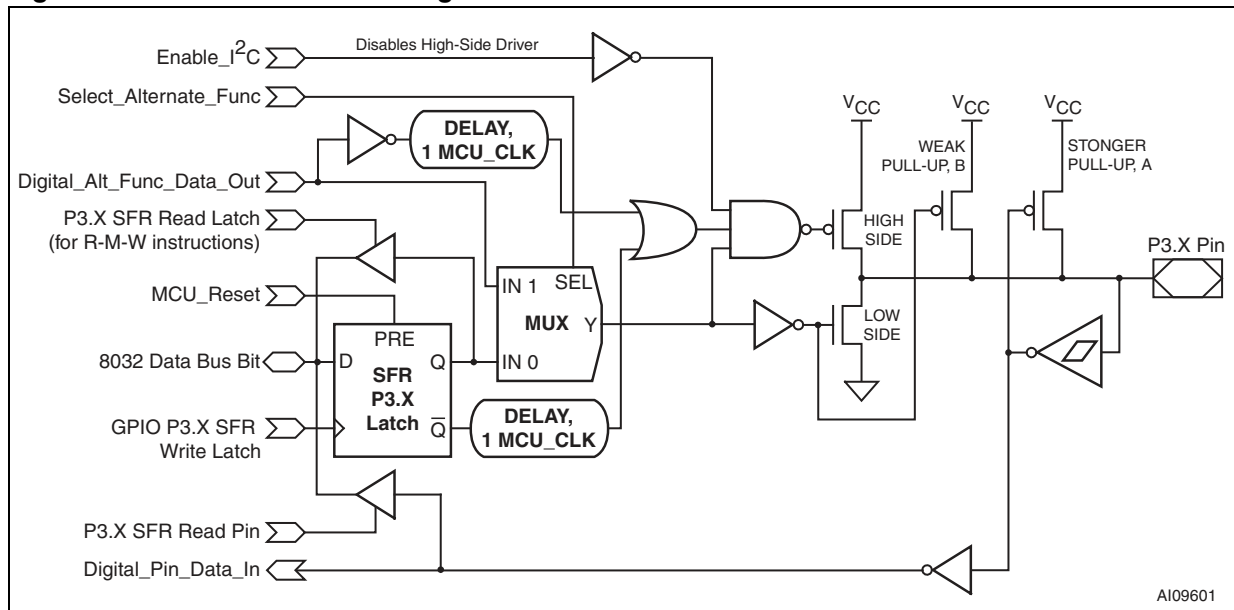 Enable_I2C
Disables High-Side Driver
Select_Alternate_Func
DELAY,
1 MCU_CLK
Digital_Alt_Func_Data_Out
P3.X SFR Read Latch
(for R-M-W instructions)
MCU_Reset
8032 Data Bus Bit
GPIO P3.X SFR
Write Latch
P3.X SFR Read Pin
Digital_Pin_Data_In
PRE
D
Q
SFR
P3.X
Latch
Q
DELAY,
1 MCU_CLK
IN 1
SEL
MUX
Y
IN 0
VCC
VCC
VCC
WEAK
PULL-UP, B
STONGER
PULL-UP, A
HIGH
SIDE
LOW
SIDE
P3.X Pin
AI09601